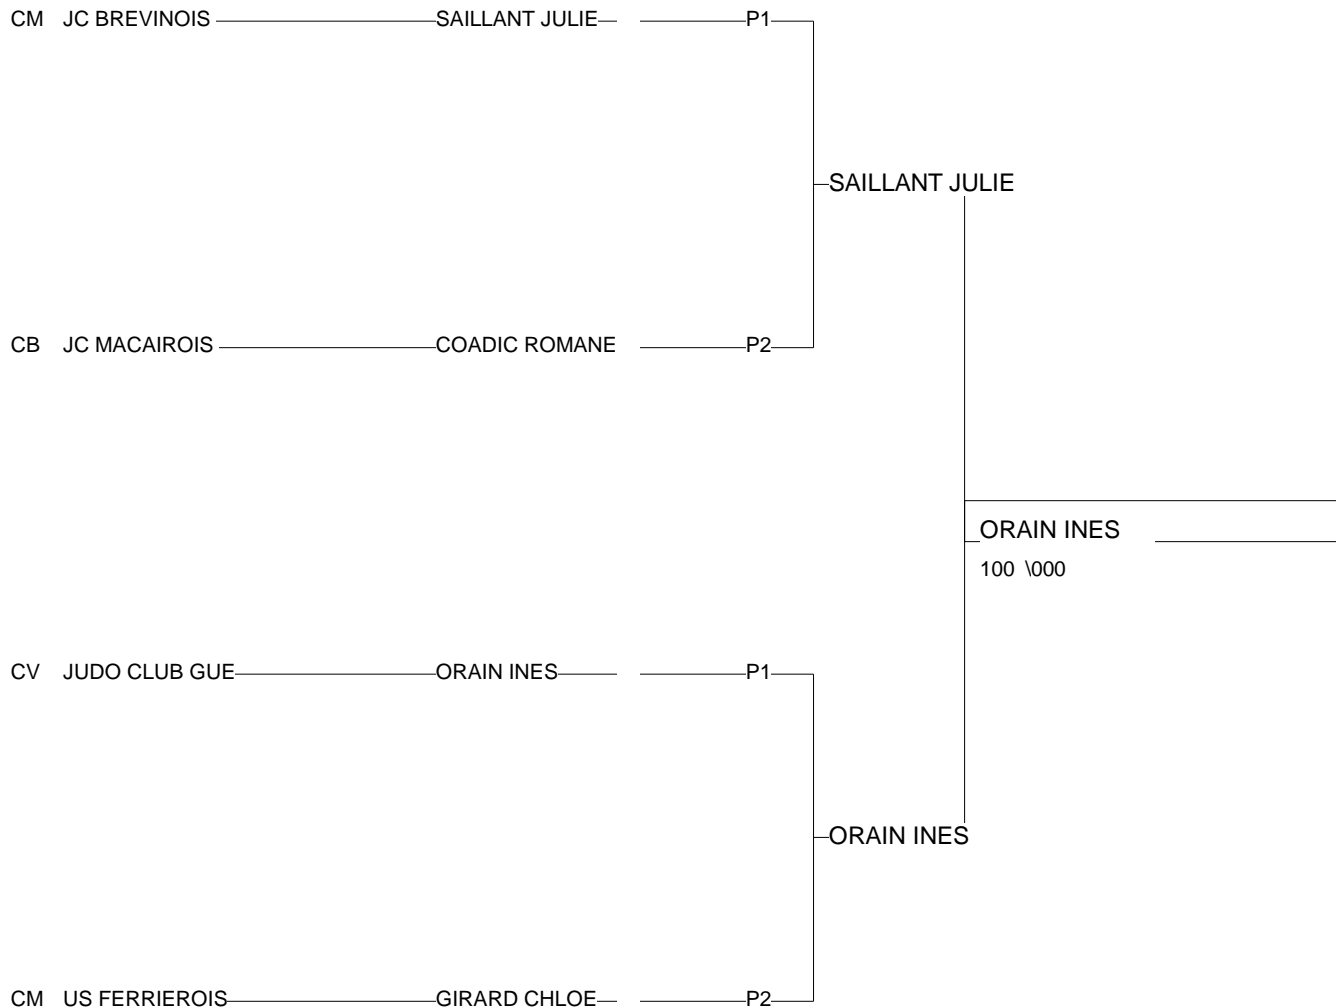 CM JC BREVINOIS SAILLANT JULIE P1
SAILLANT JULIE
CB JC MACAIROIS COADIC ROMANE P2
ORAIN INES
100 \000
CV JUDO CLUB GUE ORAIN INES P1
ORAIN INES
CM US FERRIEROIS GIRARD CHLOE P2